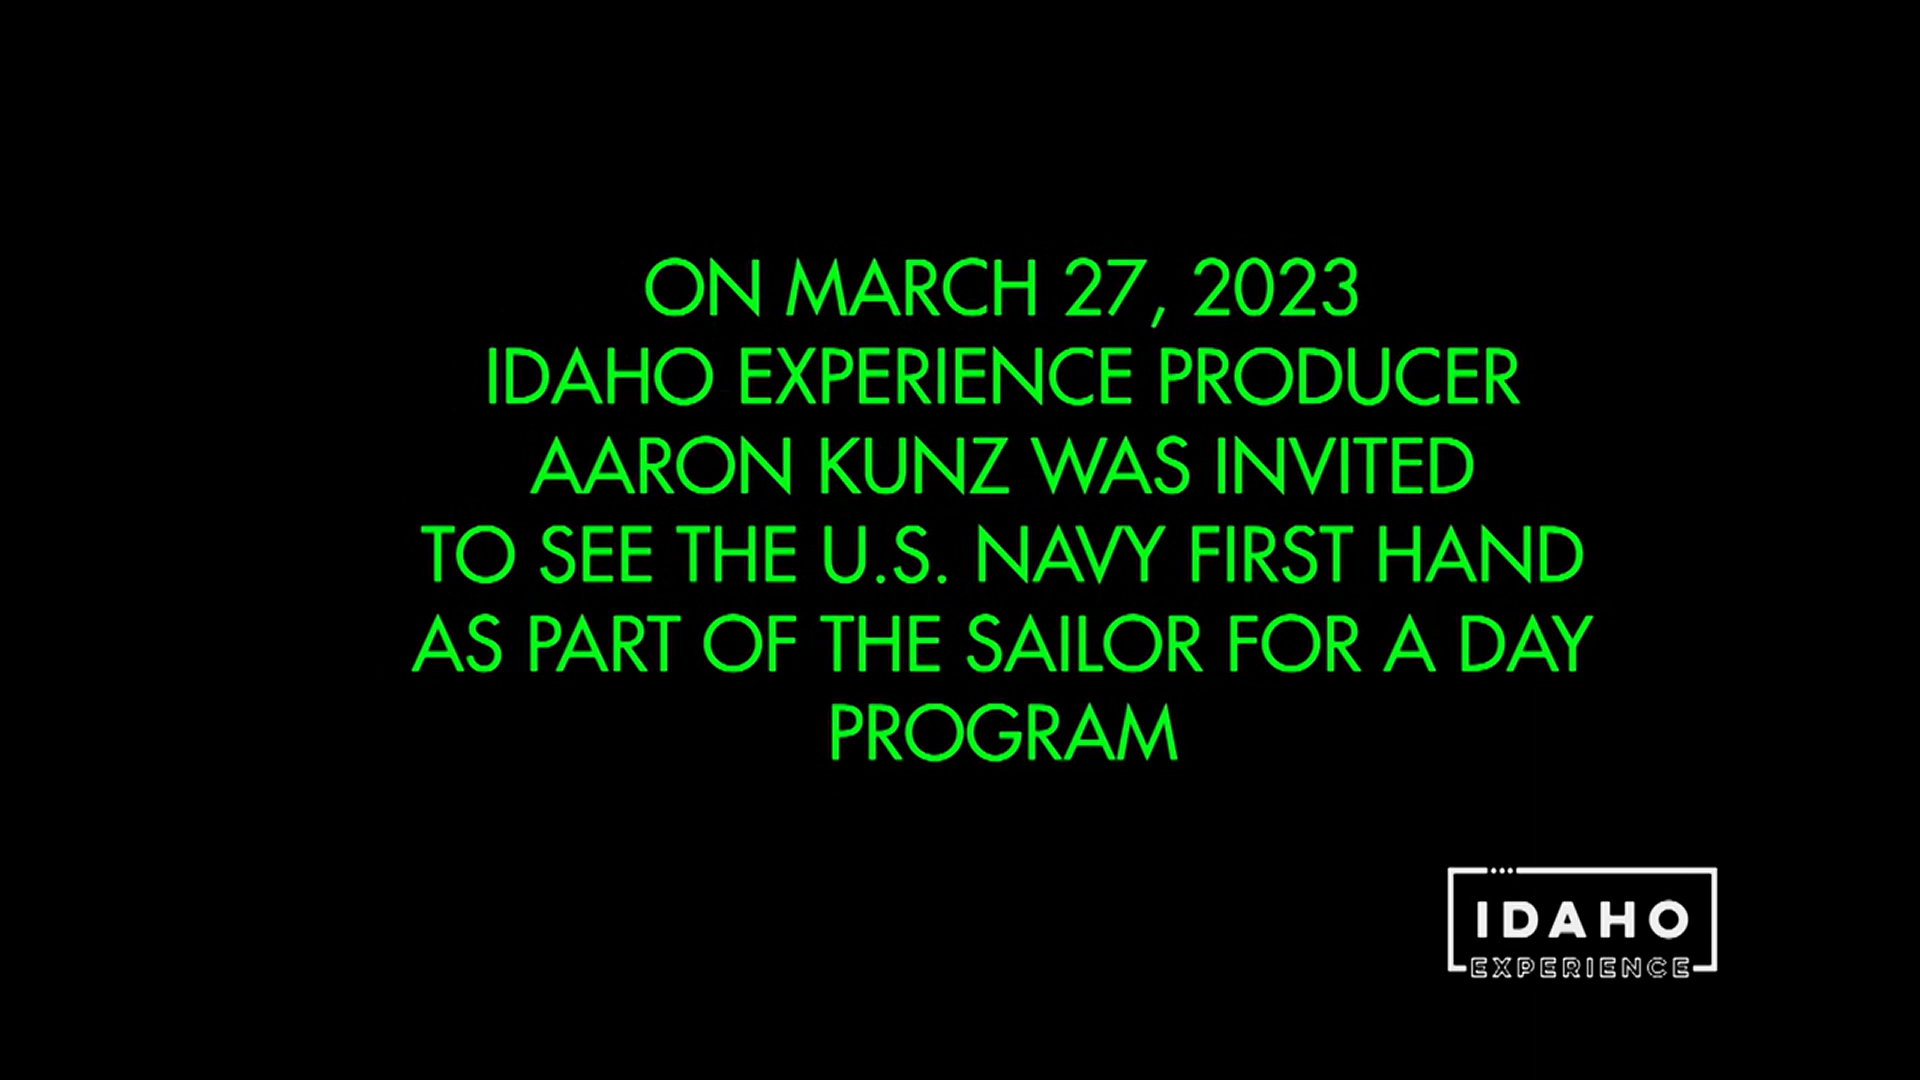 ON MARCH 27, 2023
IDAHO EXPERIENCE PRODUCER
AARON KUNZ WAS INVITED
TO SEE THE U.S. NAVY FIRST HAND
AS PART OF THE SAILOR FOR A DAY
PROGRAM
IDAHO
EXPERIENCE